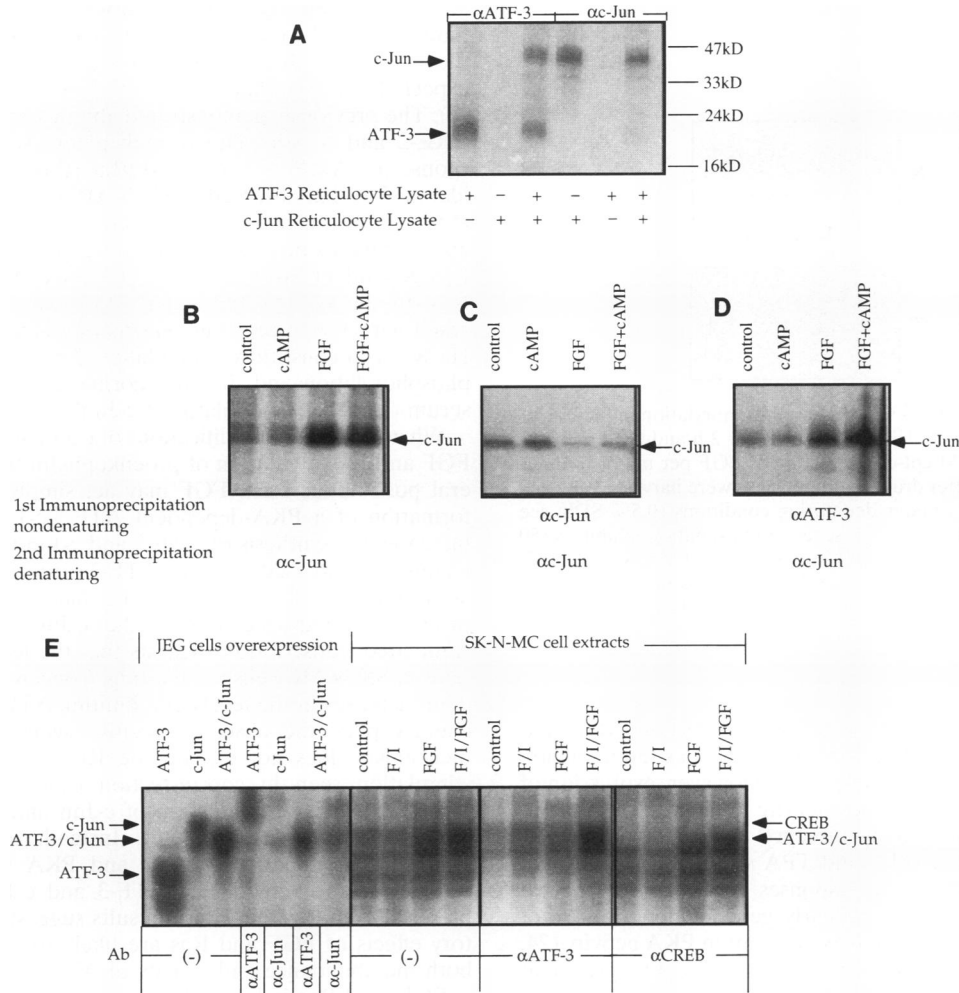 A
αATF-3 αc-Jun
c-Jun
ATF-3
47kD
33kD
24kD
16kD
ATF-3 Reticulocyte Lysate + − + − + +
c-Jun Reticulocyte Lysate − + + + − +
B
control cAMP FGF FGF+cAMP
c-Jun
C
control cAMP FGF FGF+cAMP
c-Jun
D
control cAMP FGF FGF+cAMP
c-Jun
1st Immunoprecipitation
nondenaturing
− αc-Jun αATF-3
2nd Immunoprecipitation
denaturing
αc-Jun αc-Jun αc-Jun
E
JEG cells overexpression SK-N-MC cell extracts
ATF-3 c-Jun ATF-3/c-Jun ATF-3 c-Jun ATF-3/c-Jun control F/I FGF F/I/FGF control F/I FGF F/I/FGF control F/I FGF F/I/FGF
c-Jun
ATF-3/c-Jun
ATF-3
CREB
ATF-3/c-Jun
Ab (-) αATF-3 αc-Jun αATF-3 αc-Jun (-) αATF-3 αCREB